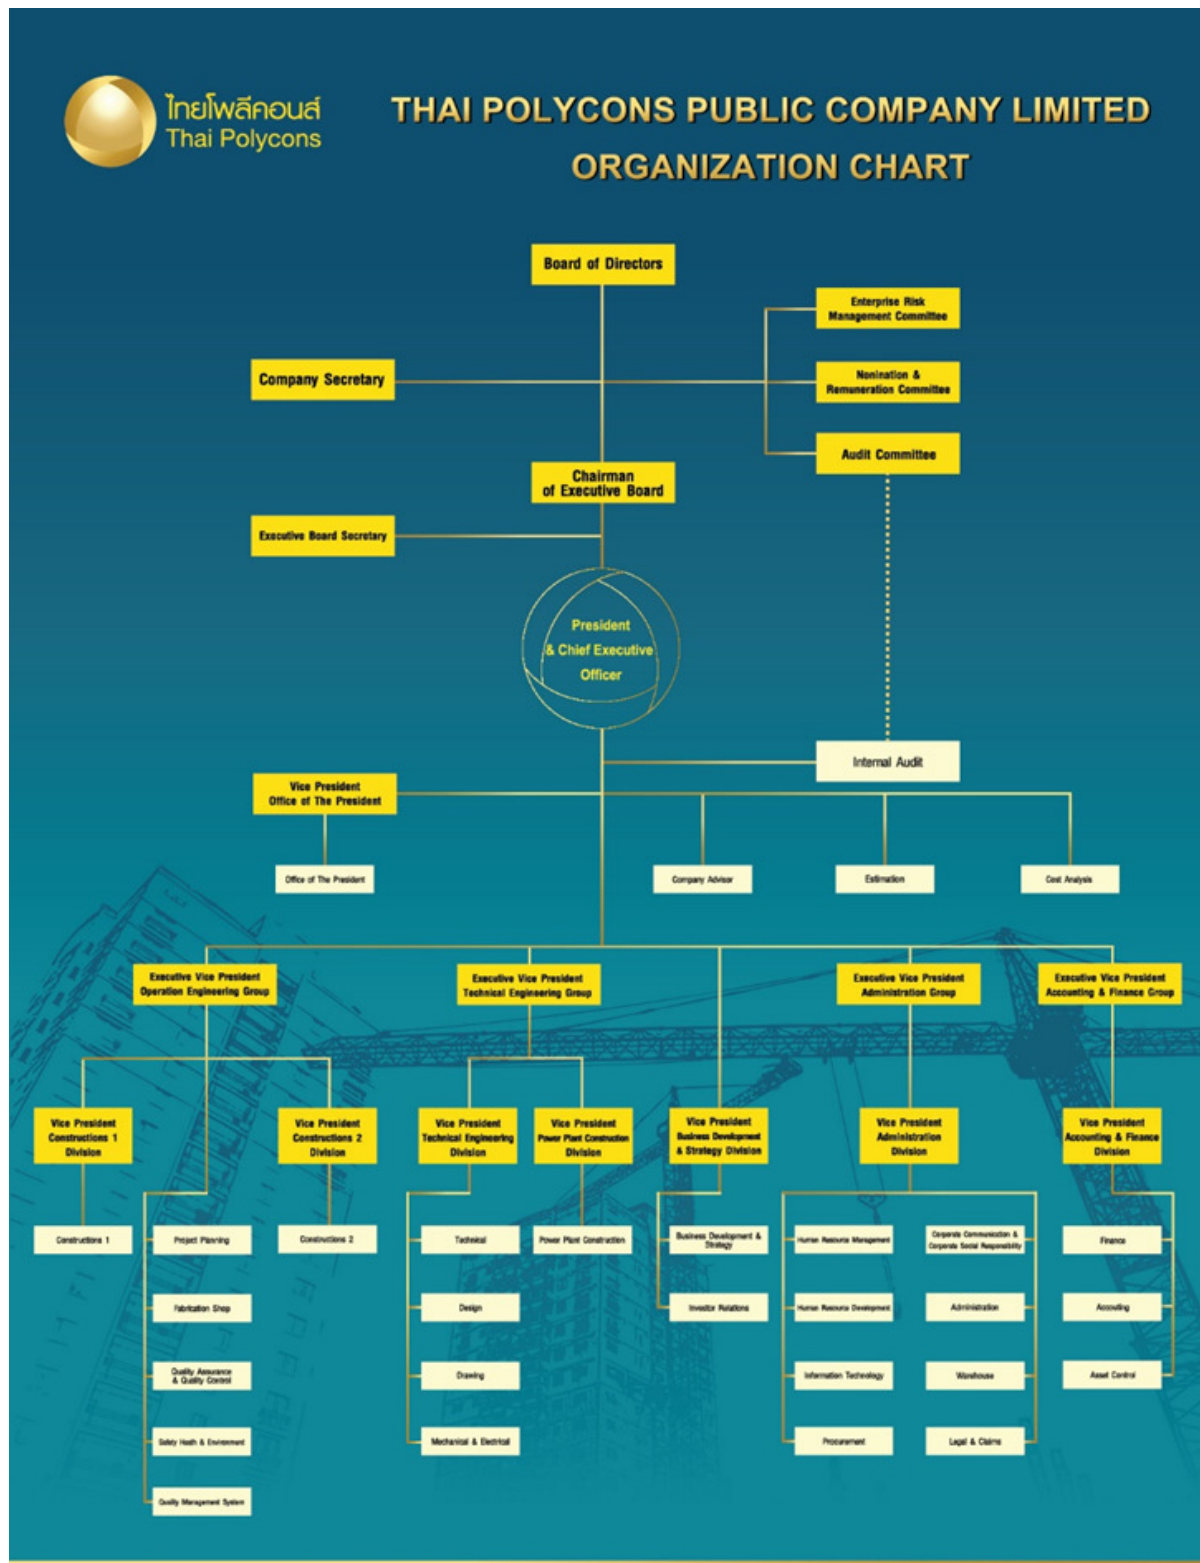 ไทยโพลีคอนส์
Thai Polycons
THAI POLYCONS PUBLIC COMPANY LIMITED
ORGANIZATION CHART
Board of Directors
Enterprise Risk
Management Committee
Company Secretary
Nonination &
Remuneration Committee
Audit Committee
Chairman
of Executive Board
Executive Board Secretary
President
& Chief Executive
Officer
Internal Audit
Vice President
Office of The President
Office of The President
Company Advisor
Estimation
Cost Analysis
Executive Vice President
Operation Engineering Group
Executive Vice President
Technical Engineering Group
Executive Vice President
Administration Group
Executive Vice President
Accounting & Finance Group
Vice President
Constructions 1
Division
Vice President
Constructions 2
Division
Vice President
Technical Engineering
Division
Vice President
Power Plant Construction
Division
Vice President
Business Development
& Strategy Division
Vice President
Administration
Division
Vice President
Accounting & Finance
Division
Constructions 1
Project Planning
Constructions 2
Technical
Power Plant Construction
Business Development &
Strategy
Human Resource Management
Corporate Communication &
Corporate Social Responsibility
Finance
Fabrication Shop
Design
Investor Relations
Human Resource Development
Administration
Accouting
Quality Assurance
& Quality Control
Drawing
Information Technology
Warehouse
Asset Control
Safety Heath & Environment
Mechanical & Electrical
Procurement
Legal & Claims
Quality Management System